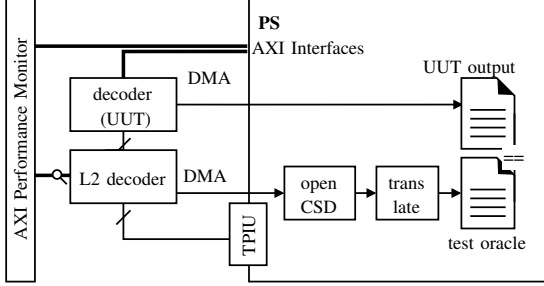 PS
AXI Interfaces
AXI Performance Monitor
UUT output
DMA
decoder
(UUT)
==
L2 decoder
DMA
open
CSD
trans
late
TPIU
test oracle